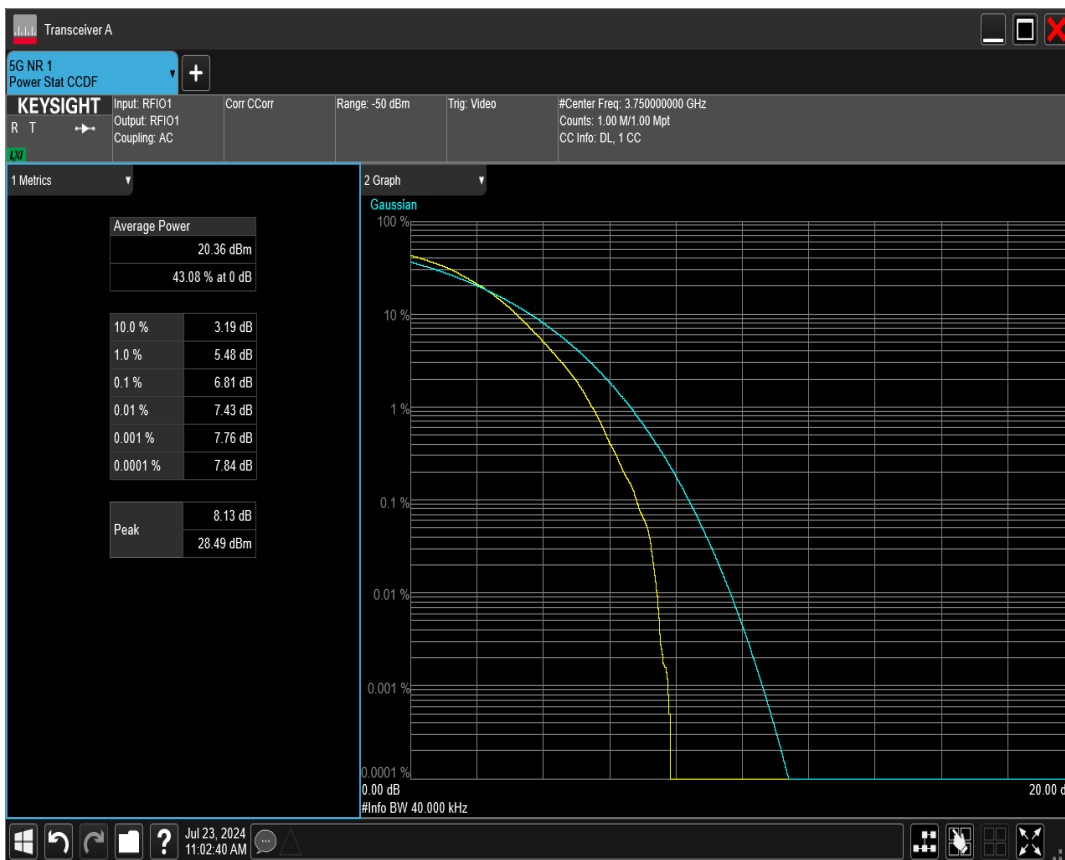 Transceiver A
5G NR 1
Power Stat CCDF
KEYSIGHT
R T
LXI
Input: RFIO1
Output: RFIO1
Coupling: AC
Corr CCorr
Range: -50 dBm
Trig: Video
#Center Freq: 3.750000000 GHz
Counts: 1.00 M/1.00 Mpt
CC Info: DL, 1 CC
1 Metrics
Average Power
20.36 dBm
43.08 % at 0 dB
10.0 % 3.19 dB
1.0 % 5.48 dB
0.1 % 6.81 dB
0.01 % 7.43 dB
0.001 % 7.76 dB
0.0001 % 7.84 dB
Peak 8.13 dB
28.49 dBm
2 Graph
Gaussian
100 %
10 %
1 %
0.1 %
0.01 %
0.001 %
0.0001 %
0.00 dB
20.00 d
#Info BW 40.000 kHz
Jul 23, 2024
11:02:40 AM